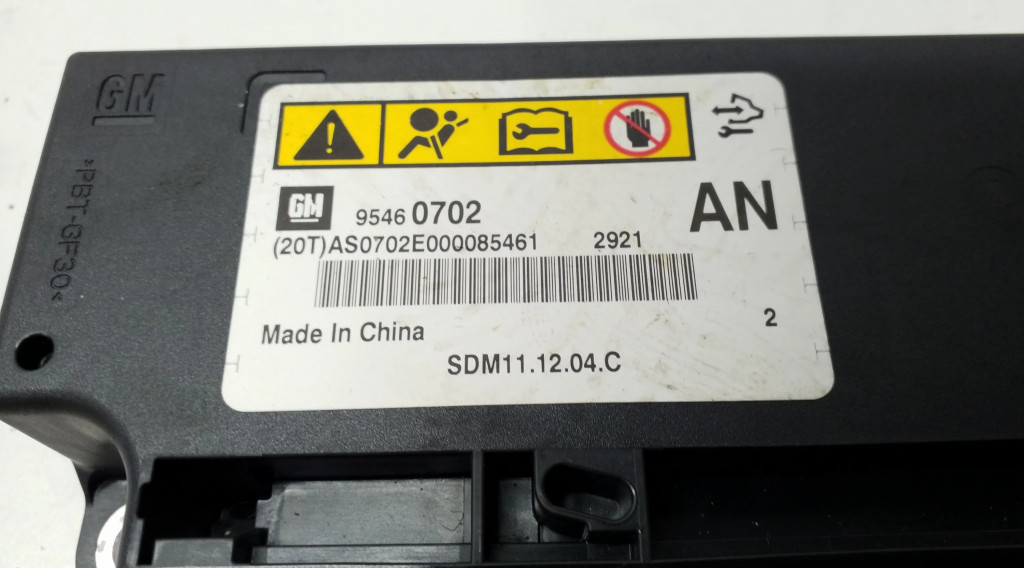 GM
*PBT-GF30<
GM 9546 0702 AN
(20T)AS0702E000085461 2921
2
Made In China
SDM11.12.04.C